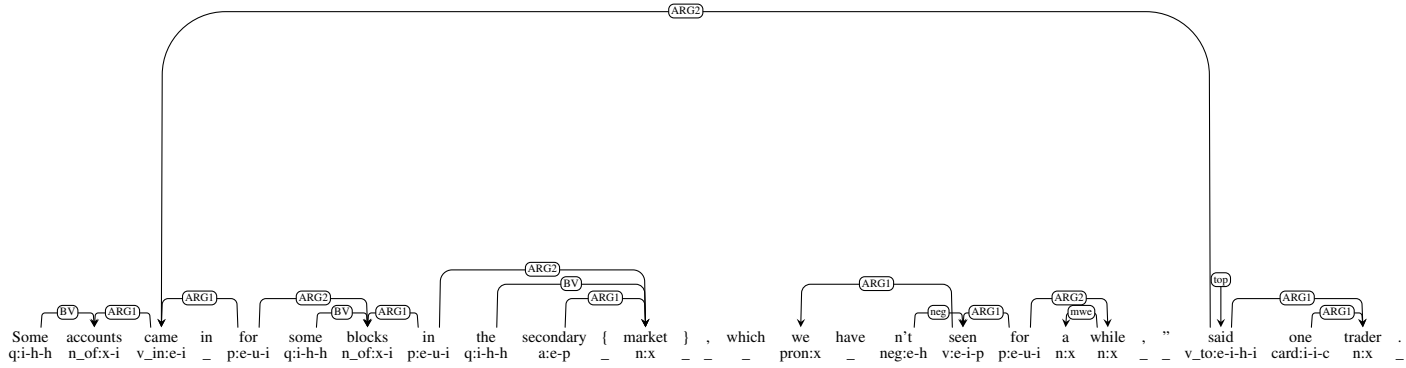 ARG2
ARG2
BV
top
ARG1 ARG2 ARG1 ARG1 ARG2 ARG1
BV ARG1 BV ARG1 neg ARG1 mwe ARG1
Some accounts came in for some blocks in the secondary { market } , which we have n't seen for a while , ” said one trader .
q:i-h-h n_of:x-i v_in:e-i _ p:e-u-i q:i-h-h n_of:x-i p:e-u-i q:i-h-h a:e-p _ n:x _ _ _ pron:x _ neg:e-h v:e-i-p p:e-u-i n:x n:x _ _ v_to:e-i-h-i card:i-i-c n:x _